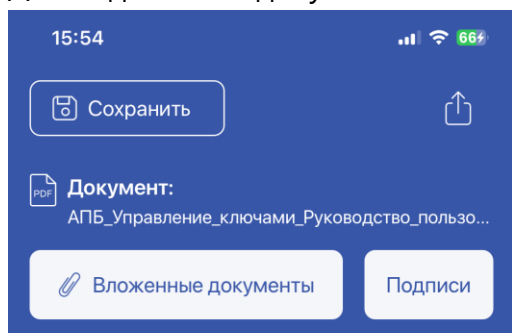 15:54 66
Сохранить
PDF Документ:
АПБ_Управление_ключами_Руководство_пользо...
Вложенные документы Подписи